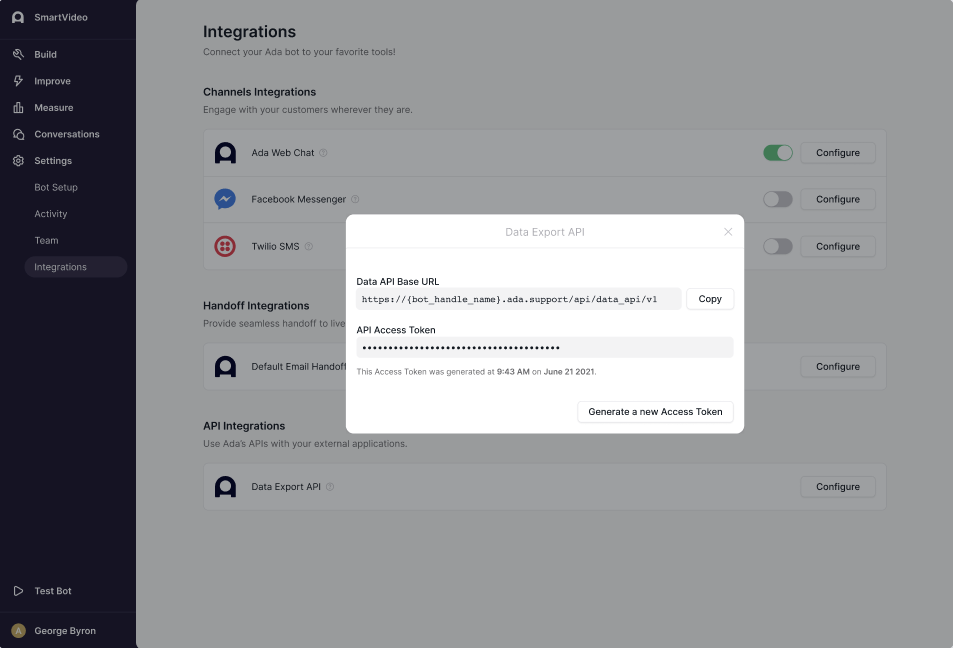 SmartVideo
Build
Improve
Measure
Conversations
Settings
Bot Setup
Activity
Team
Integrations
Test Bot
A
George Byron
Integrations
Connect your Ada bot to your favorite tools!
Channels Integrations
Engage with your customers wherever they are.
Ada Web Chat
Configure
Facebook Messenger
Configure
Twilio SMS
Configure
Handoff Integrations
Provide seamless handoff to live
Default Email Handoff
Configure
API Integrations
Use Ada's APIs with your external applications.
Data Export API
Configure
Data Export API
Data API Base URL
https://{bot_handle_name}.ada.support/api/data_api/v1
Copy
API Access Token
••••••••••••••••••••••••••••••••••••••
This Access Token was generated at 9:43 AM on June 21 2021.
Generate a new Access Token